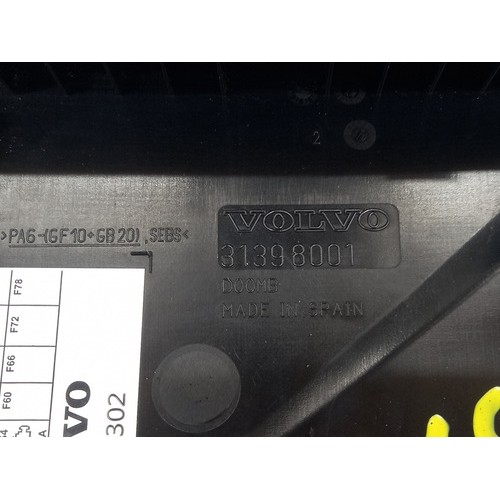 2
VOLVO
>PA6-(GF10+GB20),SEBS<
31398001
DOOMB
MADE IN SPAIN
F78
F72
F66
F60
VOLVO
302